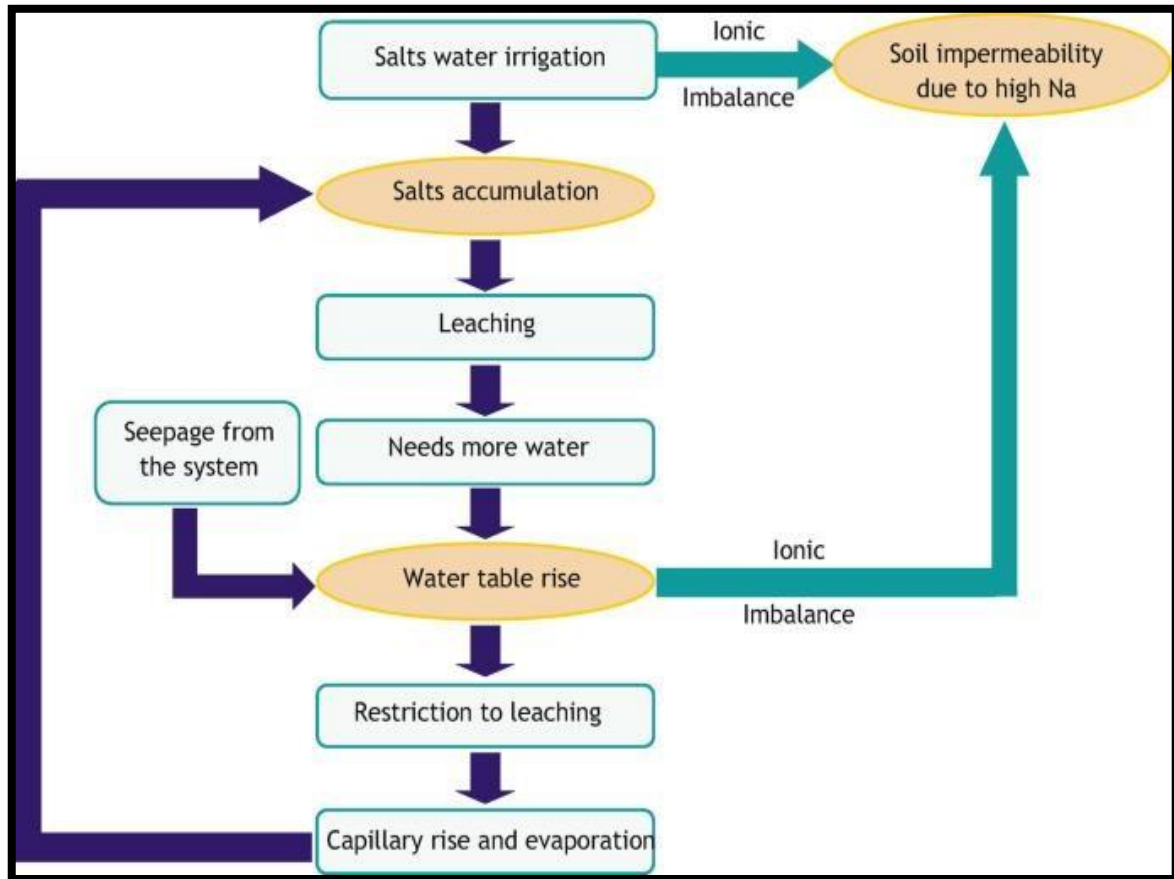 Salts water irrigation
Ionic
Imbalance
Soil impermeability
due to high Na
Salts accumulation
Leaching
Seepage from
the system
Needs more water
Water table rise
Ionic
Imbalance
Restriction to leaching
Capillary rise and evaporation